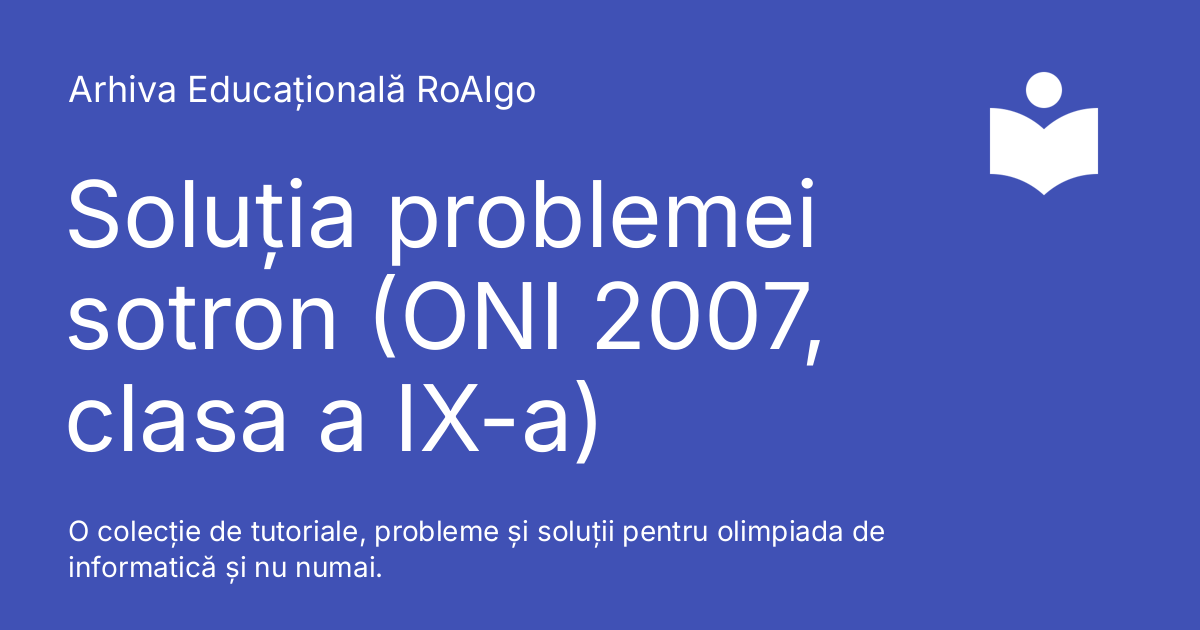 Arhiva Educațională RoAlgo
Soluția problemei
sotron (ONI 2007,
clasa a IX-a)
O colecție de tutoriale, probleme și soluții pentru olimpiada de
informatică și nu numai.